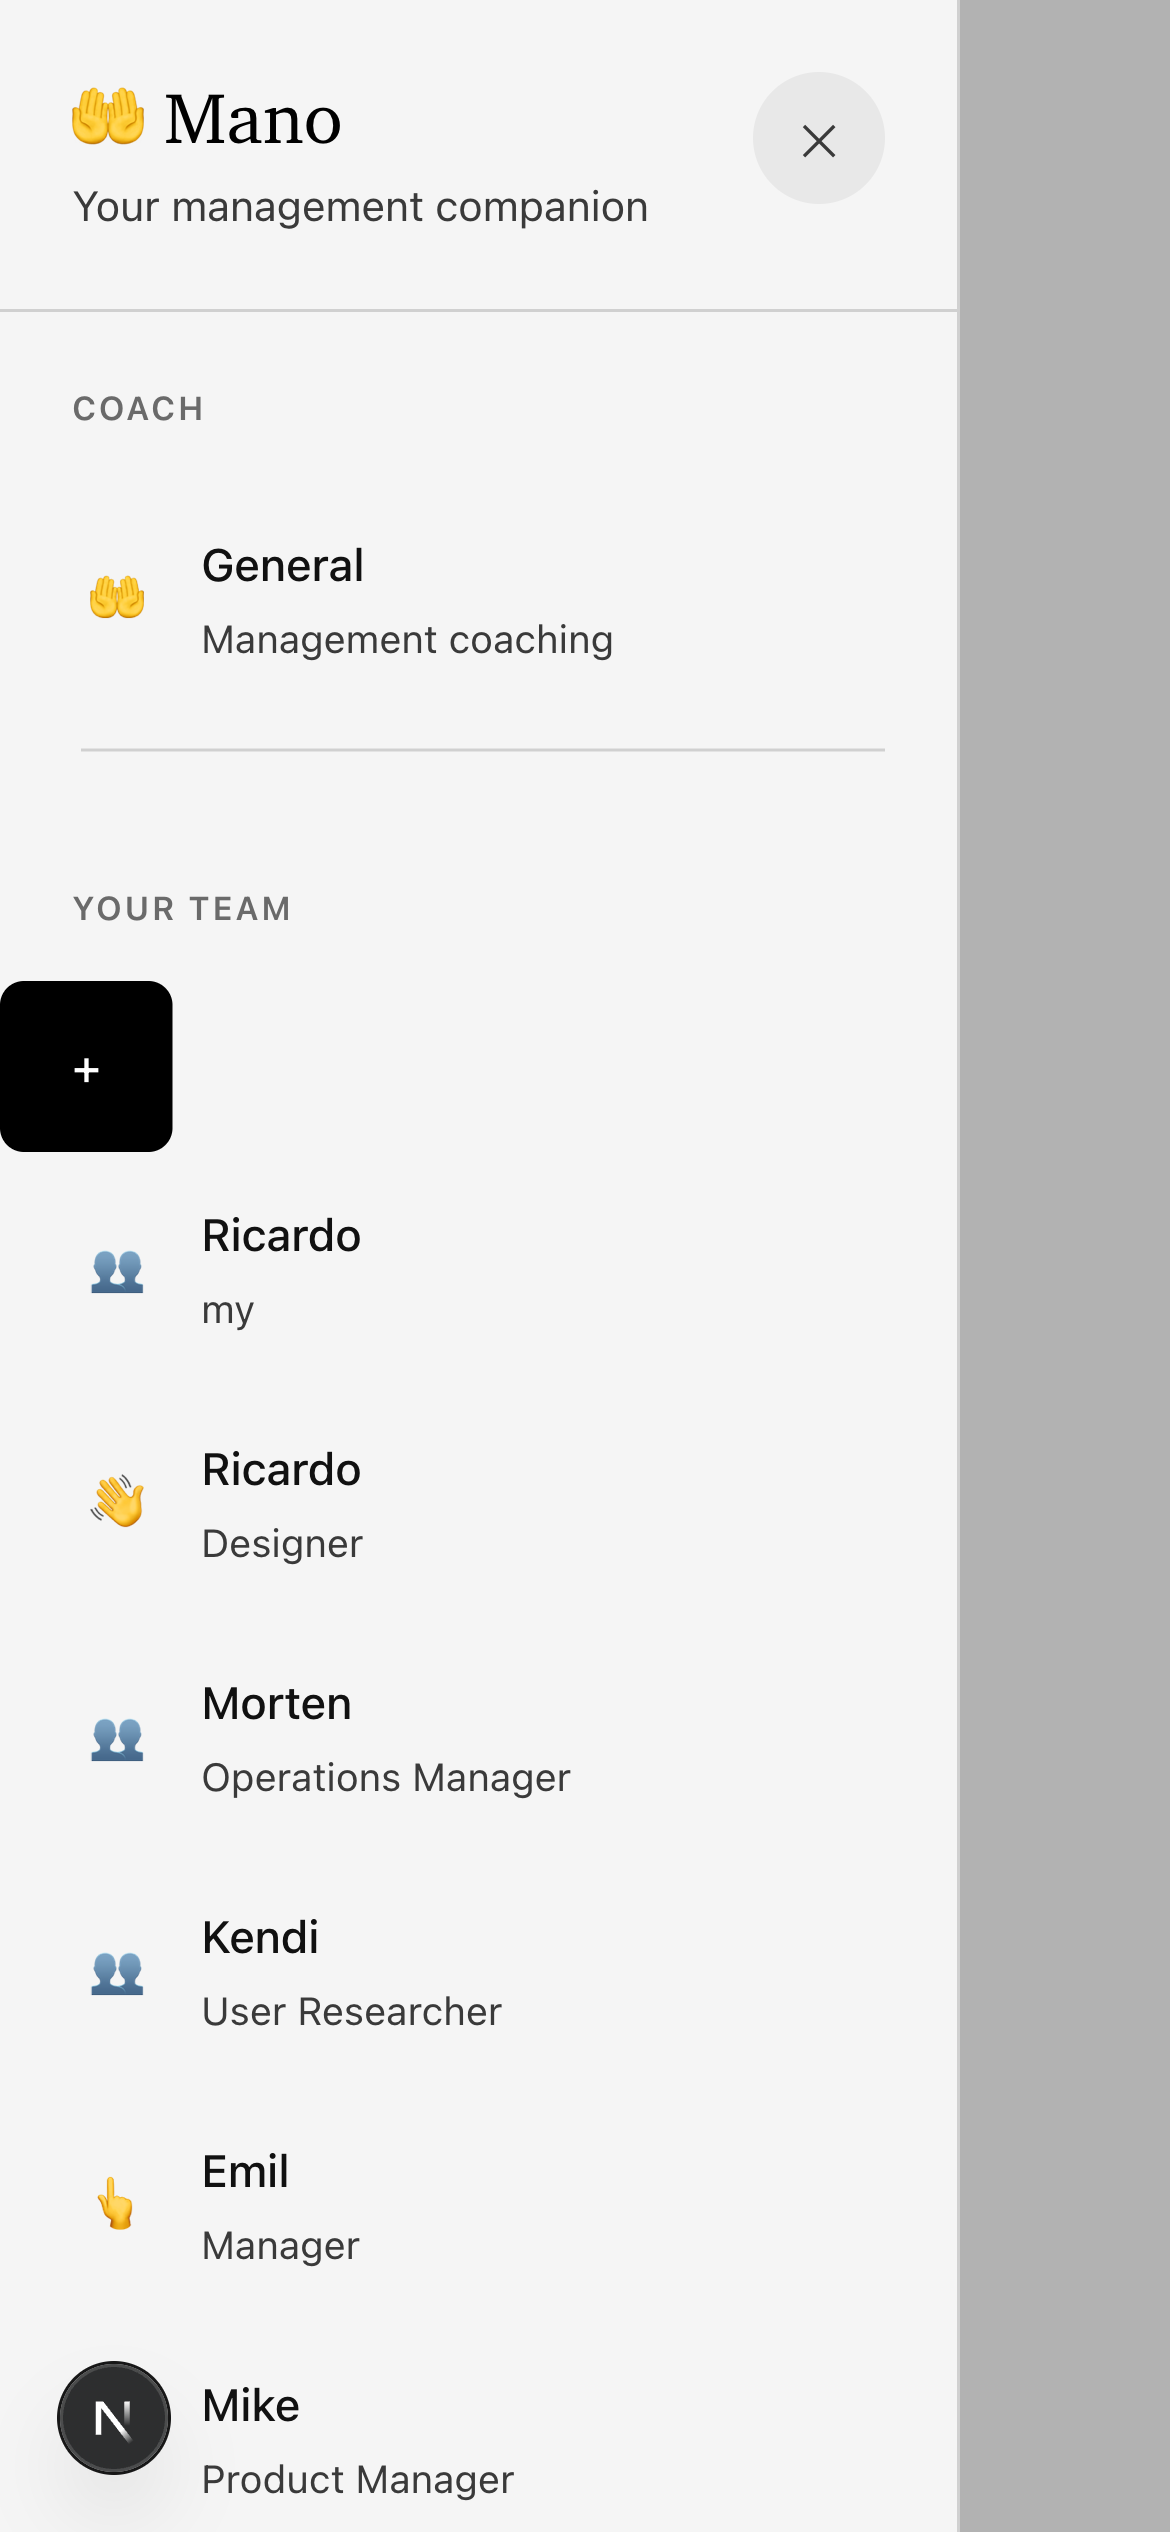 🤲 Mano
Your management companion
COACH
General
Management coaching
YOUR TEAM
+
Ricardo
my
Ricardo
Designer
Morten
Operations Manager
Kendi
User Researcher
Emil
Manager
N
Mike
Product Manager